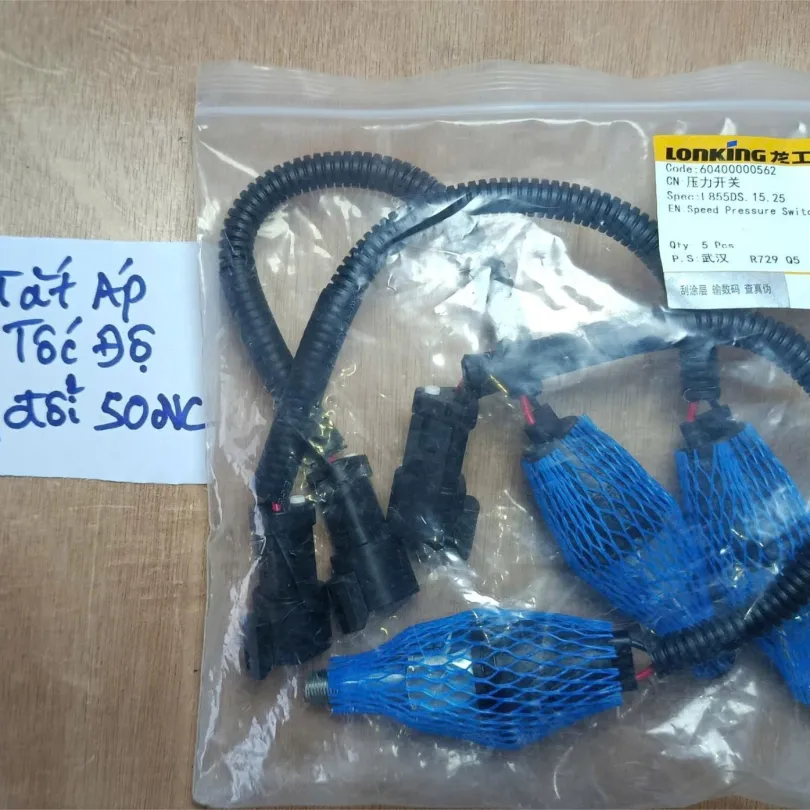 Tắt Áp
Tốc Độ
đời 50NC
LONKING 龙工
Code:60400000562
CN 压力开关
Spec:L855DS.15.25
EN Speed Pressure Switc
Qty 5 Pcs
P.S:武汉 R729 Q5
刮涂层 输数码 查真伪